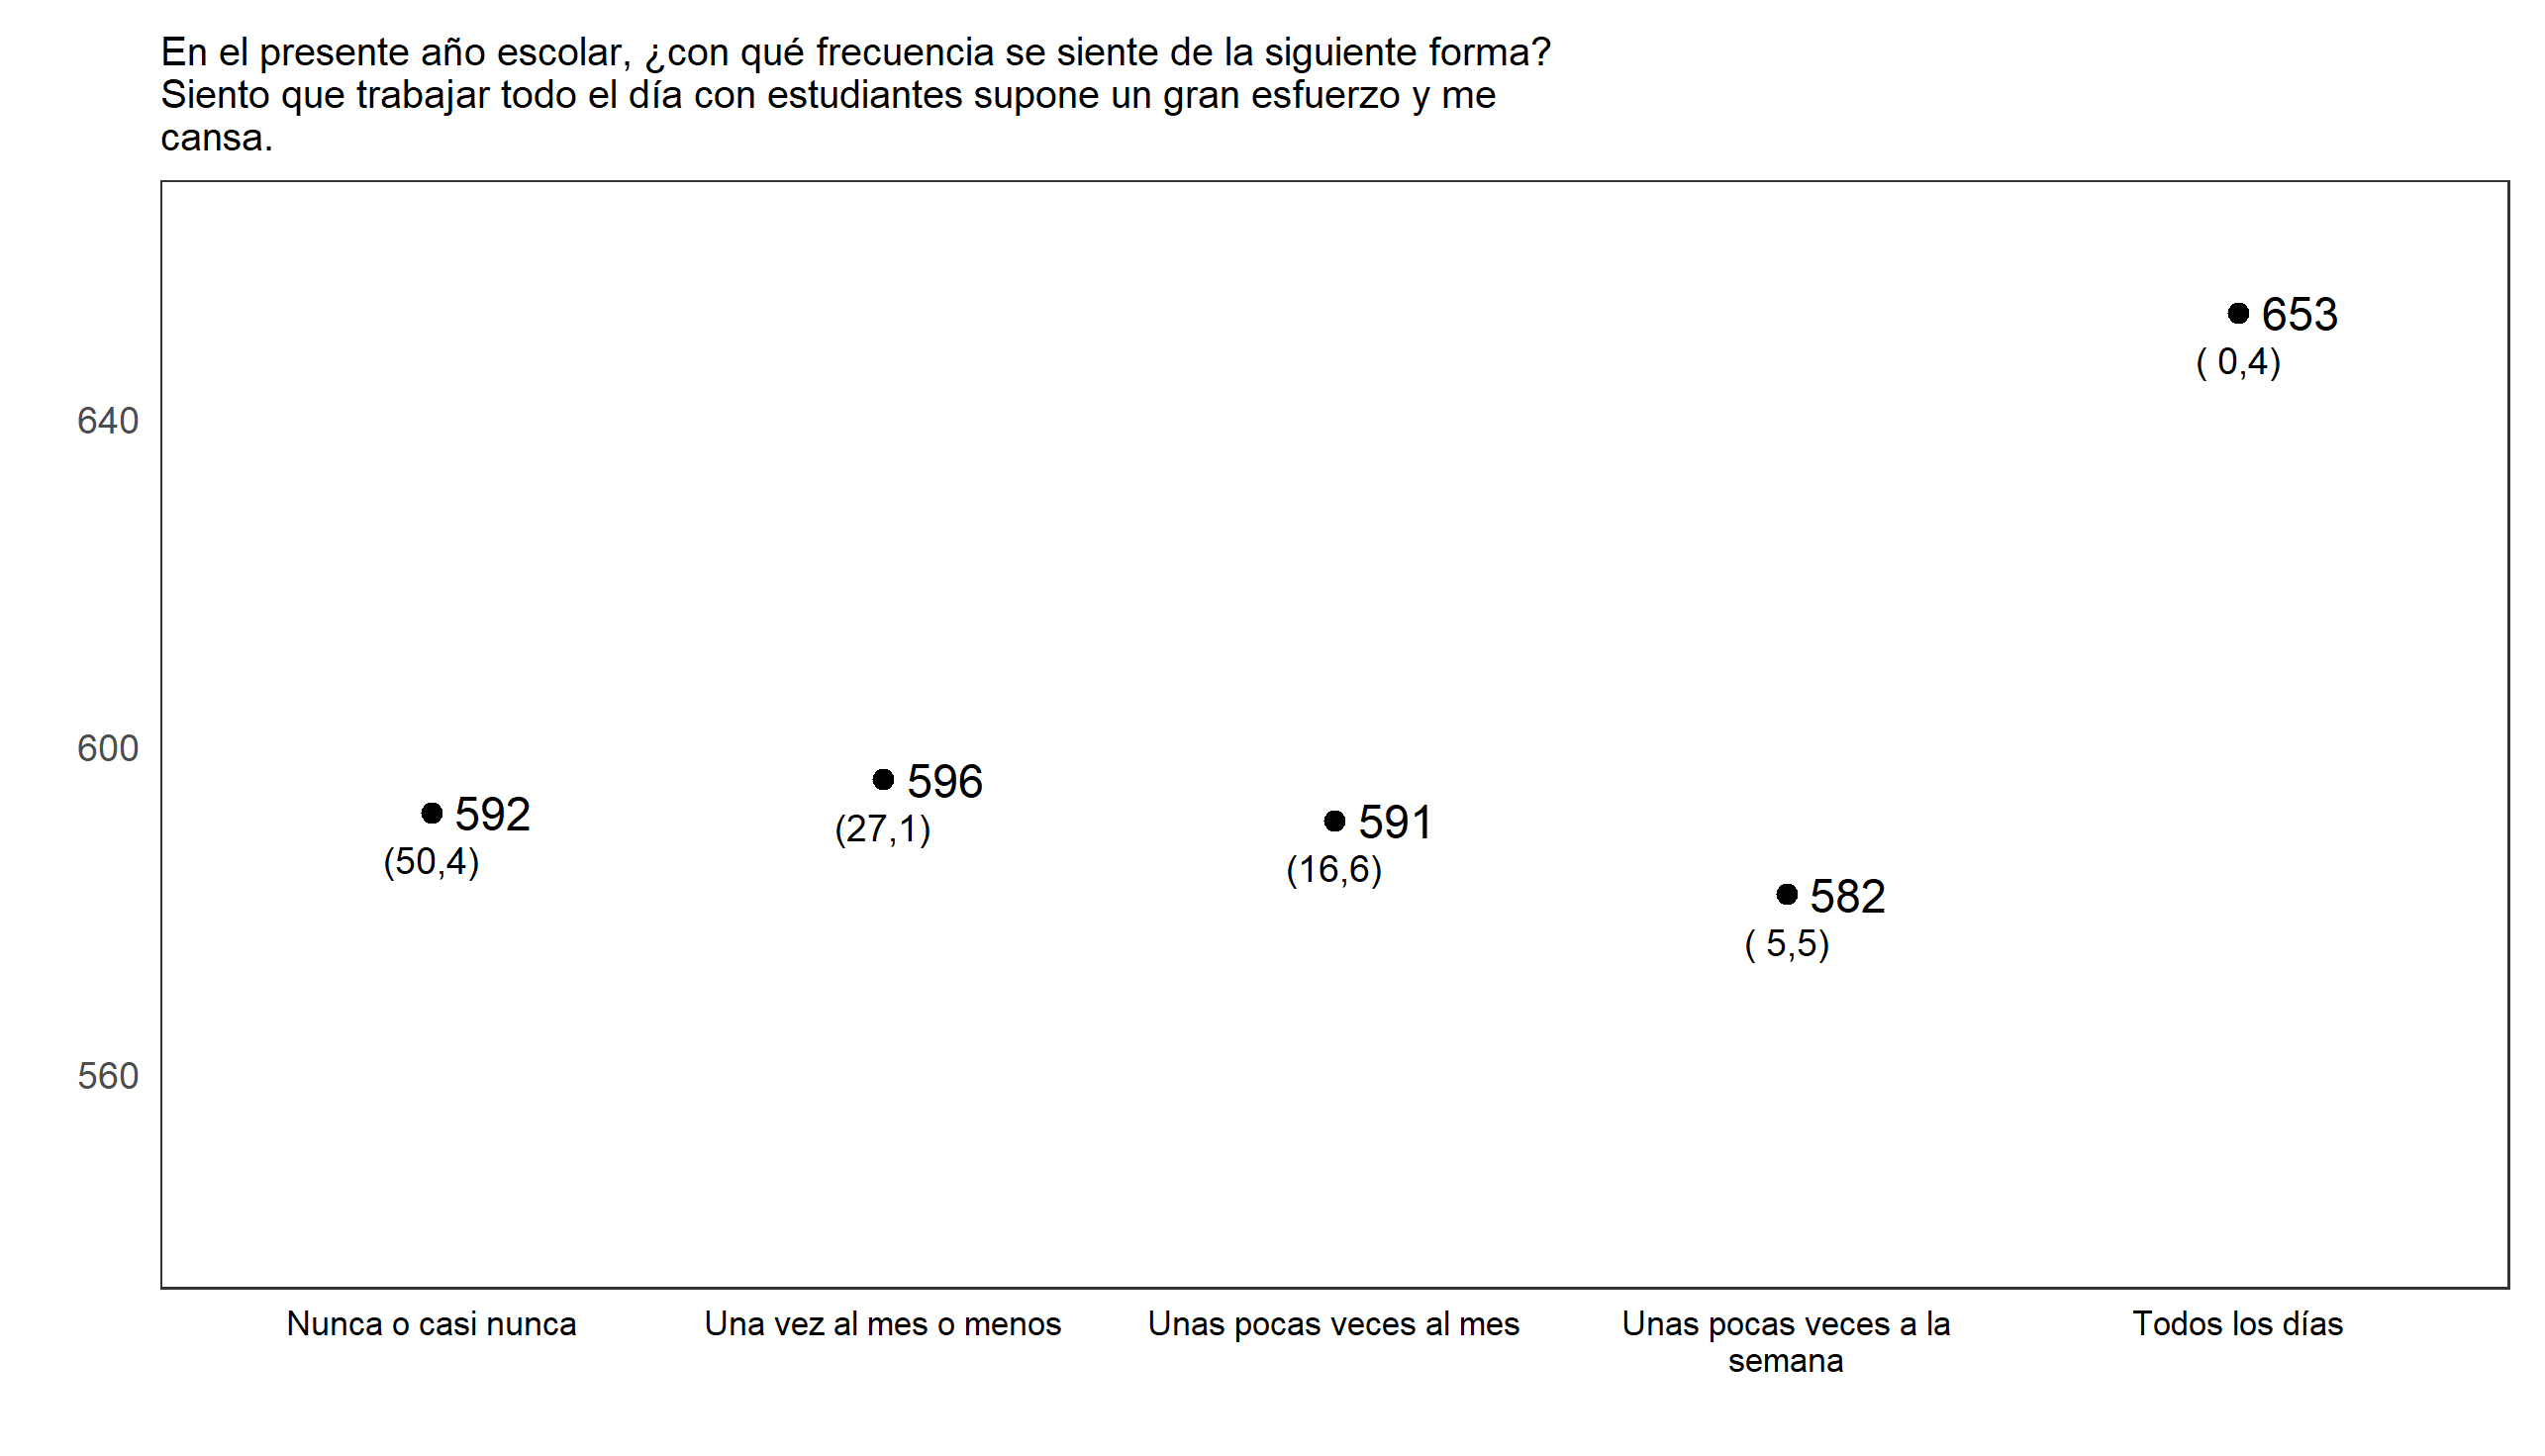 En el presente año escolar, ¿con qué frecuencia se siente de la siguiente forma?
Siento que trabajar todo el día con estudiantes supone un gran esfuerzo y me
cansa.
653
( 0,4)
640
600
596
(27,1)
592
(50,4)
591
(16,6)
582
( 5,5)
560
Nunca o casi nunca
Una vez al mes o menos
Unas pocas veces al mes
Unas pocas veces a la
semana
Todos los días